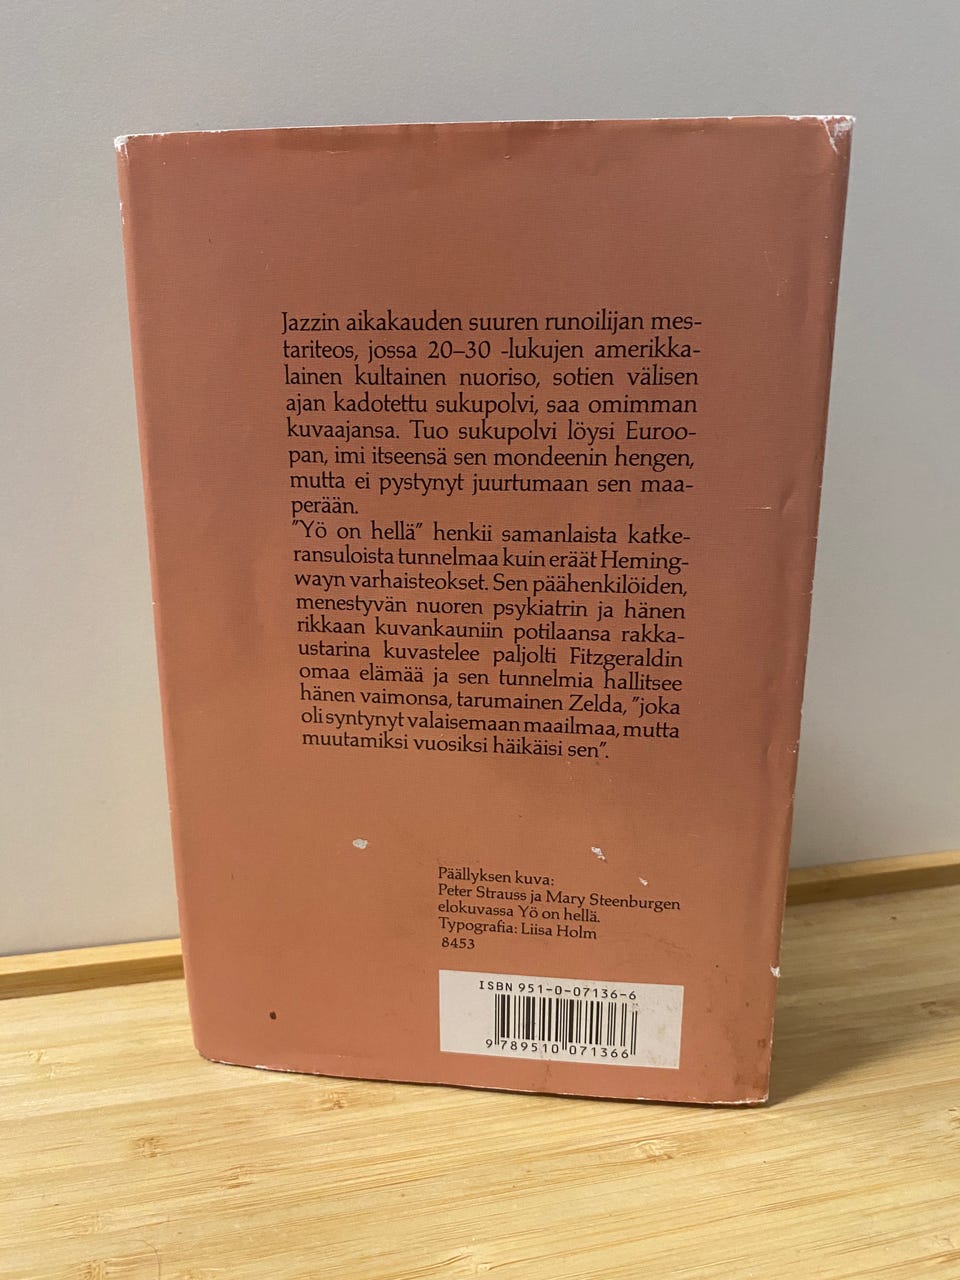 Jazzin aikakauden suuren runoilijan mes-
tariteos, jossa 20–30 -lukujen amerikka-
lainen kultainen nuoriso, sotien välisen
ajan kadotettu sukupolvi, saa omimman
kuvaajansa. Tuo sukupolvi löysi Euroo-
pan, imi itseensä sen mondeenin hengen,
mutta ei pystynyt juurtumaan sen maa-
perään.
"Yö on hellä" henkii samanlaista katke-
ransuloista tunnelmaa kuin eräät Heming-
wayn varhaisteokset. Sen päähenkilöiden,
menestyvän nuoren psykiatrin ja hänen
rikkaan kuvankauniin potilaansa rakka-
ustarina kuvastelee paljolti Fitzgeraldin
omaa elämää ja sen tunnelmia hallitsee
hänen vaimonsa, tarumainen Zelda, "joka
oli syntynyt valaisemaan maailmaa, mutta
muutamiksi vuosiksi häikäisi sen".
Päällyksen kuva:
Peter Strauss ja Mary Steenburgen
elokuvassa Yö on hellä.
Typografia: Liisa Holm
8453
ISBN 951-0-07136-6
9 789510 071366